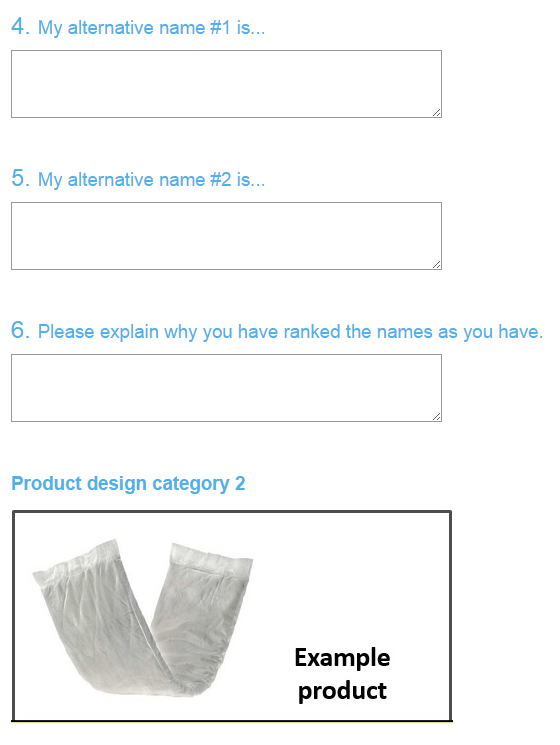 4. My alternative name #1 is...
5. My alternative name #2 is...
6. Please explain why you have ranked the names as you have.
Product design category 2
Example
product